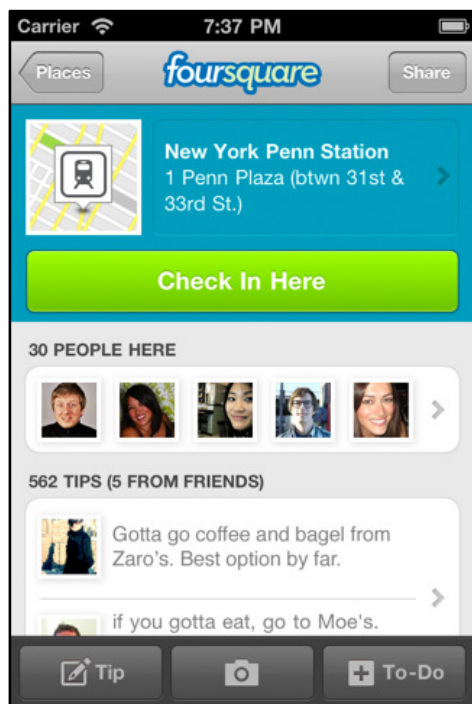 Carrier 7:37 PM
Places foursquare Share
New York Penn Station
1 Penn Plaza (btwn 31st &
33rd St.)
Check In Here
30 PEOPLE HERE
562 TIPS (5 FROM FRIENDS)
Gotta go coffee and bagel from
Zaro's. Best option by far.
if you gotta eat, go to Moe's.
Tip To-Do